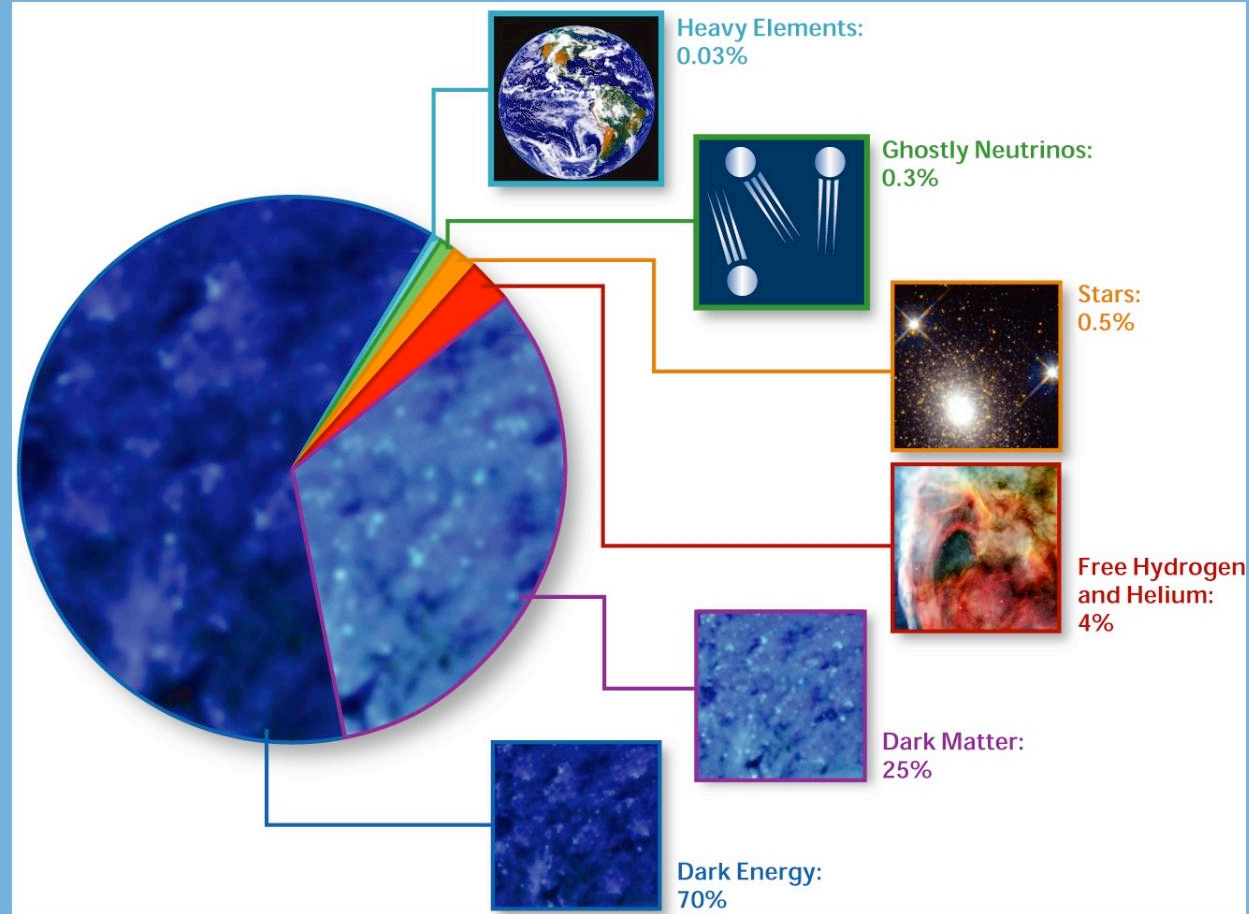 Heavy Elements:
0.03%
Ghostly Neutrinos:
0.3%
Stars:
0.5%
Free Hydrogen
and Helium:
4%
Dark Matter:
25%
Dark Energy:
70%